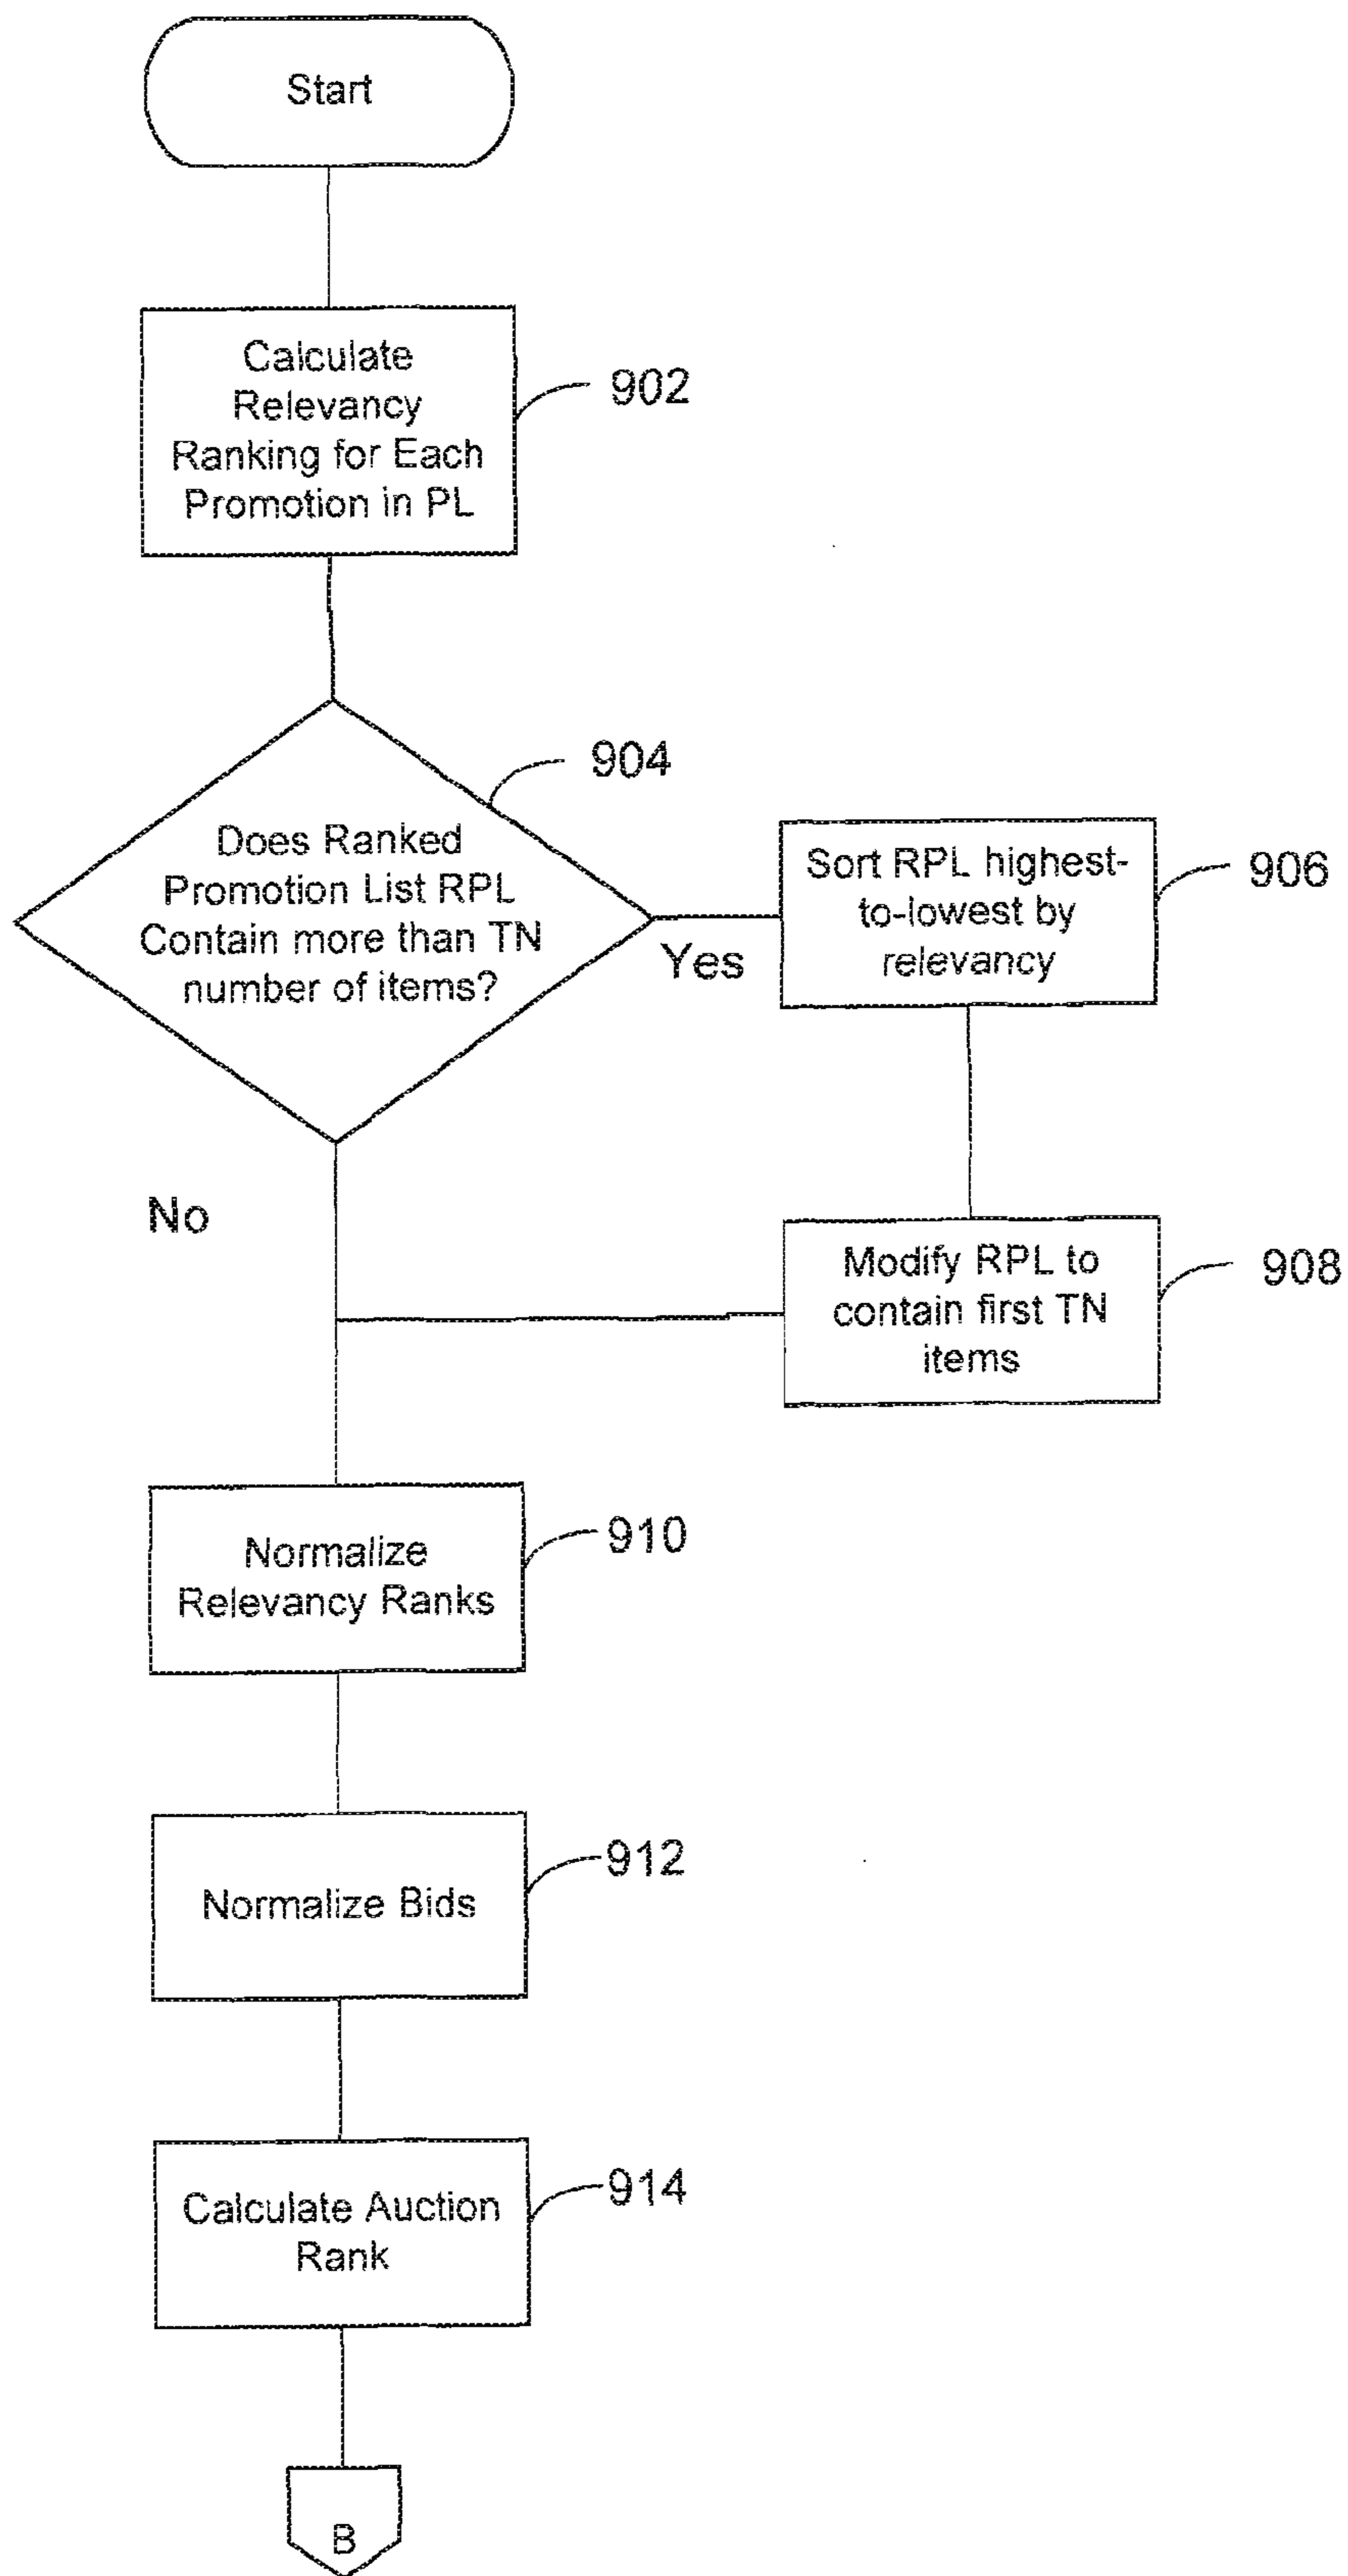 Start
Calculate
Relevancy
Ranking for Each
Promotion in PL
902
904
Does Ranked
Promotion List RPL
Contain more than TN
number of items?
Yes
Sort RPL highest-
to-lowest by
relevancy
906
No
Modify RPL to
contain first TN
items
908
Normalize
Relevancy Ranks
910
Normalize Bids
912
Calculate Auction
Rank
914
B